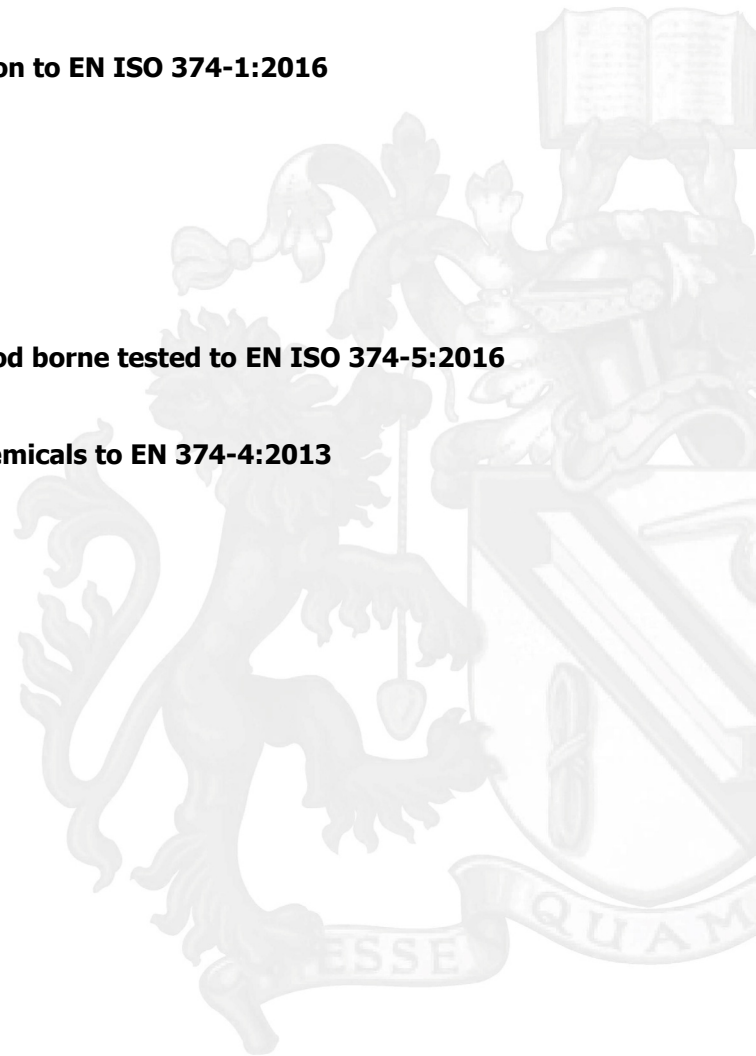 on to EN ISO 374-1:2016
od borne tested to EN ISO 374-5:2016
emicals to EN 374-4:2013
ESSE
QUAM